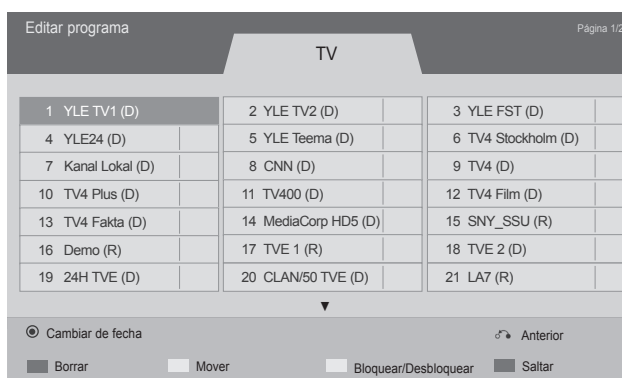 Editar programa Página 1/2
TV
1 YLE TV1 (D) 2 YLE TV2 (D) 3 YLE FST (D)
4 YLE24 (D) 5 YLE Teema (D) 6 TV4 Stockholm (D)
7 Kanal Lokal (D) 8 CNN (D) 9 TV4 (D)
10 TV4 Plus (D) 11 TV400 (D) 12 TV4 Film (D)
13 TV4 Fakta (D) 14 MediaCorp HD5 (D) 15 SNY_SSU (R)
16 Demo (R) 17 TVE 1 (R) 18 TVE 2 (D)
19 24H TVE (D) 20 CLAN/50 TVE (D) 21 LA7 (R)
Cambiar de fecha Anterior
Borrar Mover Bloquear/Desbloquear Saltar